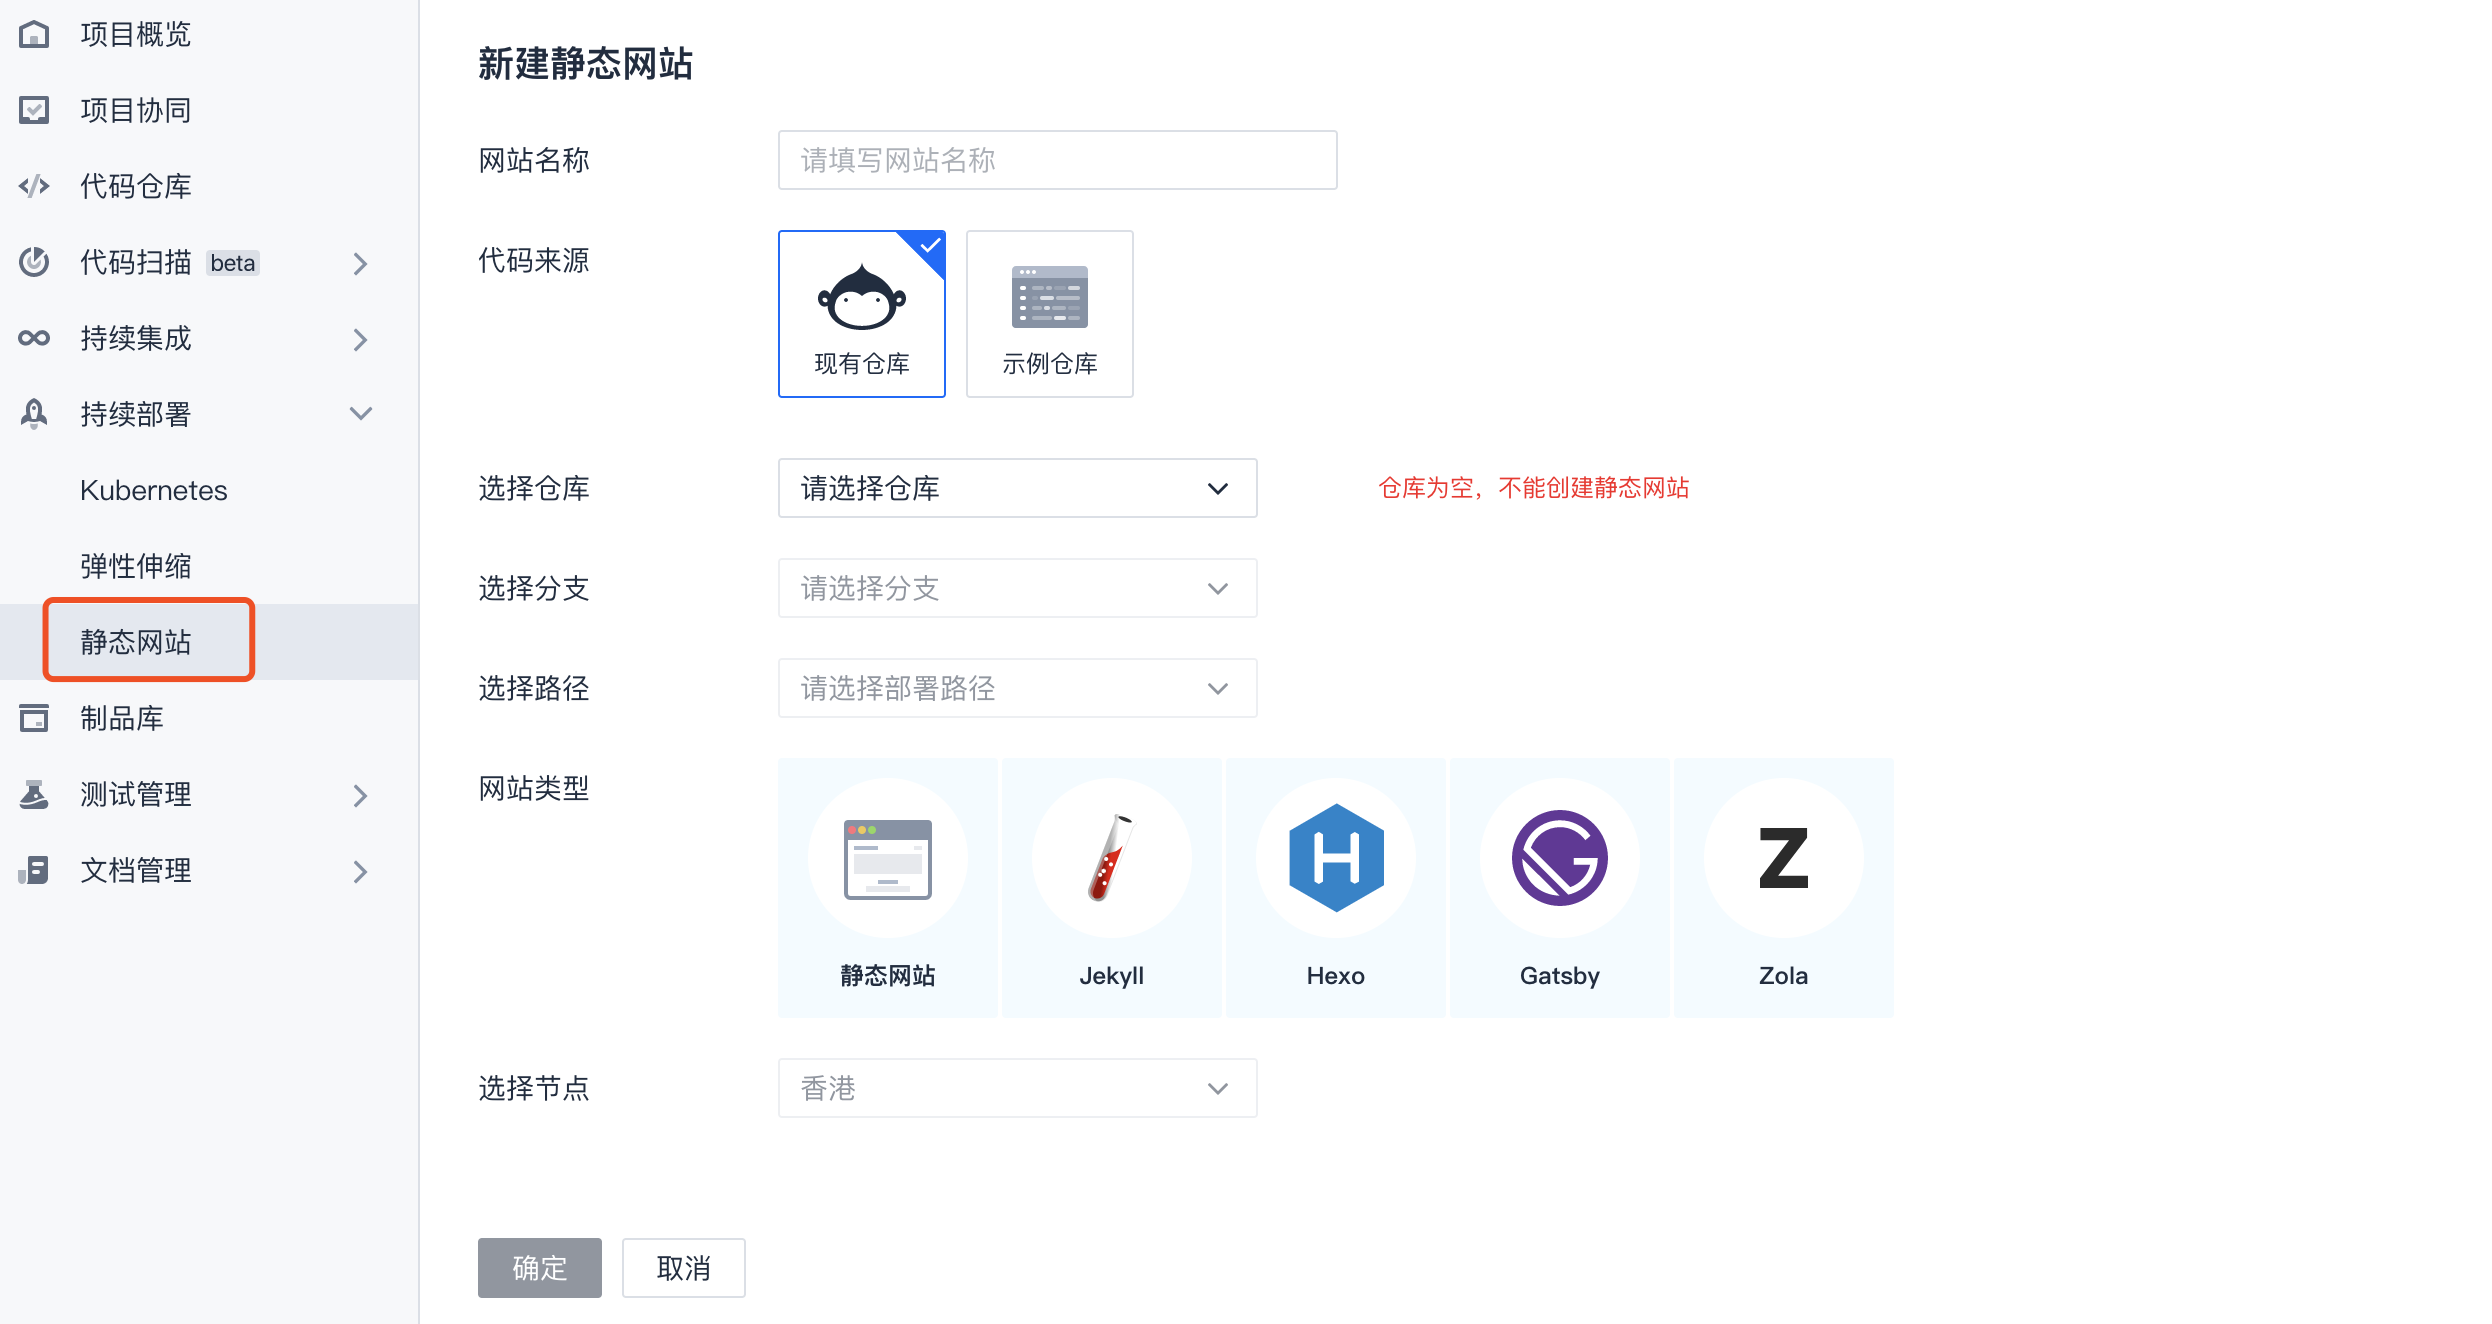 项目概览
项目协同
代码仓库
代码扫描 beta
持续集成
持续部署
Kubernetes
弹性伸缩
静态网站
制品库
测试管理
文档管理
新建静态网站
网站名称
请填写网站名称
代码来源
现有仓库
示例仓库
选择仓库
请选择仓库
仓库为空，不能创建静态网站
选择分支
请选择分支
选择路径
请选择部署路径
网站类型
静态网站
Jekyll
Hexo
Gatsby
Zola
选择节点
香港
确定
取消